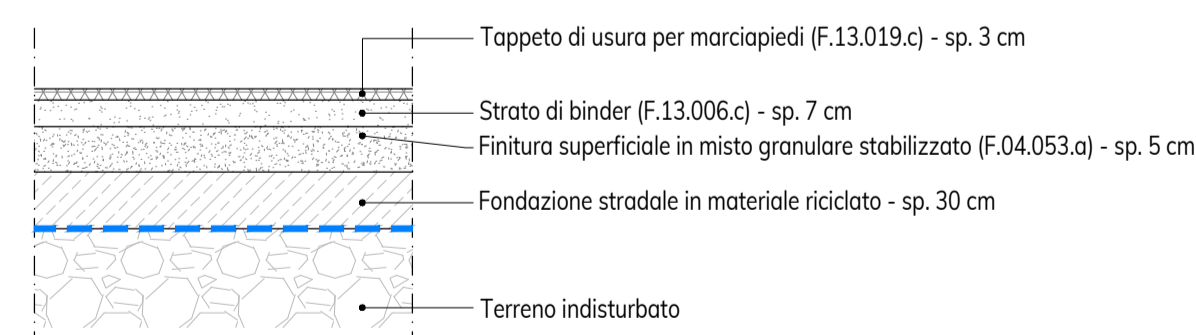 Tappeto di usura per marciapiedi (F.13.019.c) - sp. 3 cm
Strato di binder (F.13.006.c) - sp. 7 cm
Finitura superficiale in misto granulare stabilizzato (F.04.053.a) - sp. 5 cm
Fondazione stradale in materiale riciclato - sp. 30 cm
Terreno indisturbato